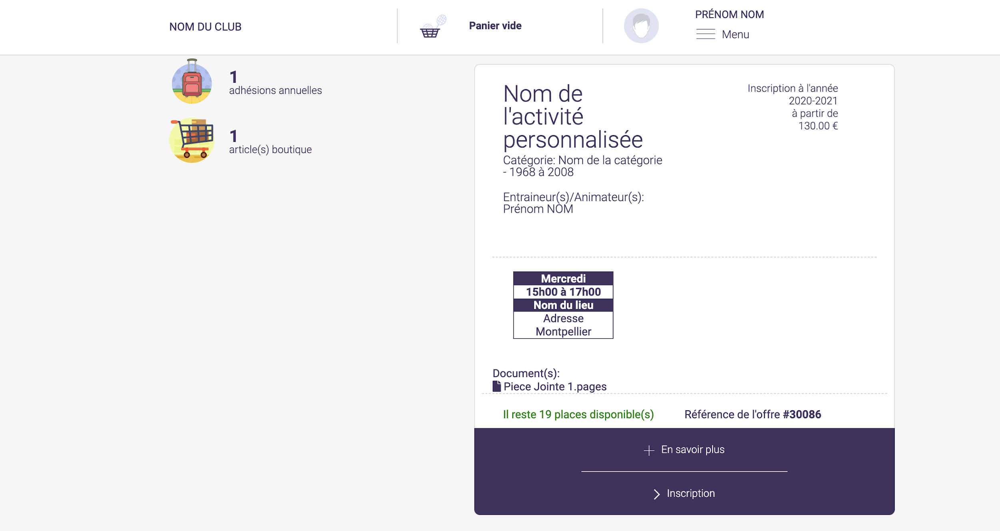 NOM DU CLUB
Panier vide
PRÉNOM NOM
Menu
1
adhésions annuelles
1
article(s) boutique
Nom de
l'activité
personnalisée
Catégorie: Nom de la catégorie
- 1968 à 2008
Entraineur(s)/Animateur(s):
Prénom NOM
Inscription à l'année
2020-2021
à partir de
130.00 €
Mercredi
15h00 à 17h00
Nom du lieu
Adresse
Montpellier
Document(s):
Piece Jointe 1.pages
Il reste 19 places disponible(s)
Référence de l'offre #30086
En savoir plus
Inscription